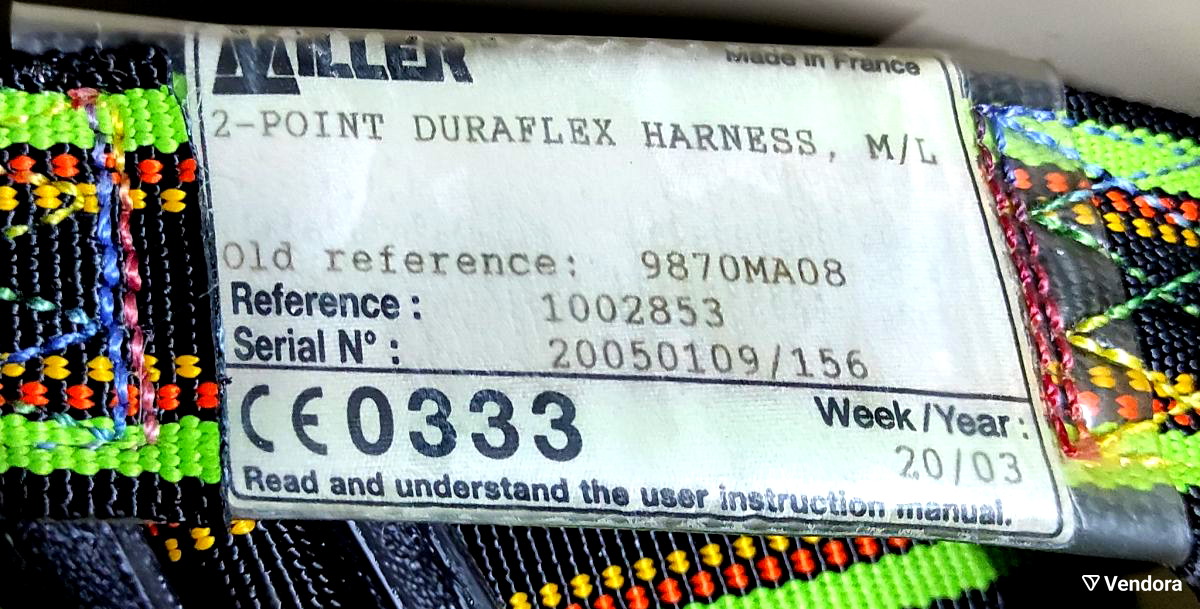 MILLER
Made in France
2-POINT DURAFLEX HARNESS, M/L
Old reference: 9870MA08
Reference : 1002853
Serial N° : 20050109/156
CE 0333
Week/Year :
20/03
Read and understand the user instruction manual.
Vendora